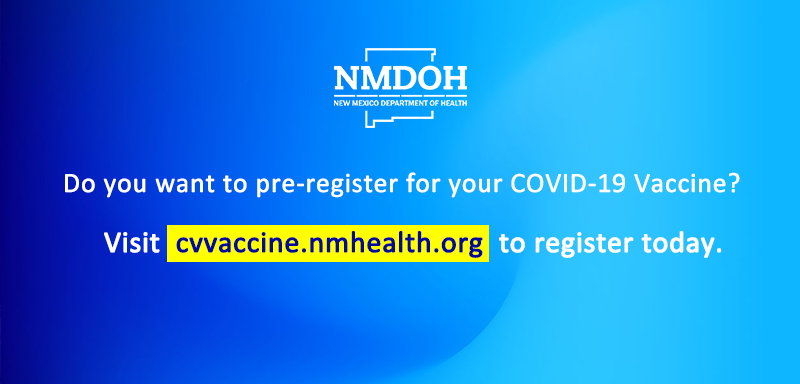 NMDOH
NEW MEXICO DEPARTMENT OF HEALTH
Do you want to pre-register for your COVID-19 Vaccine?
Visit cvvaccine.nmhealth.org to register today.